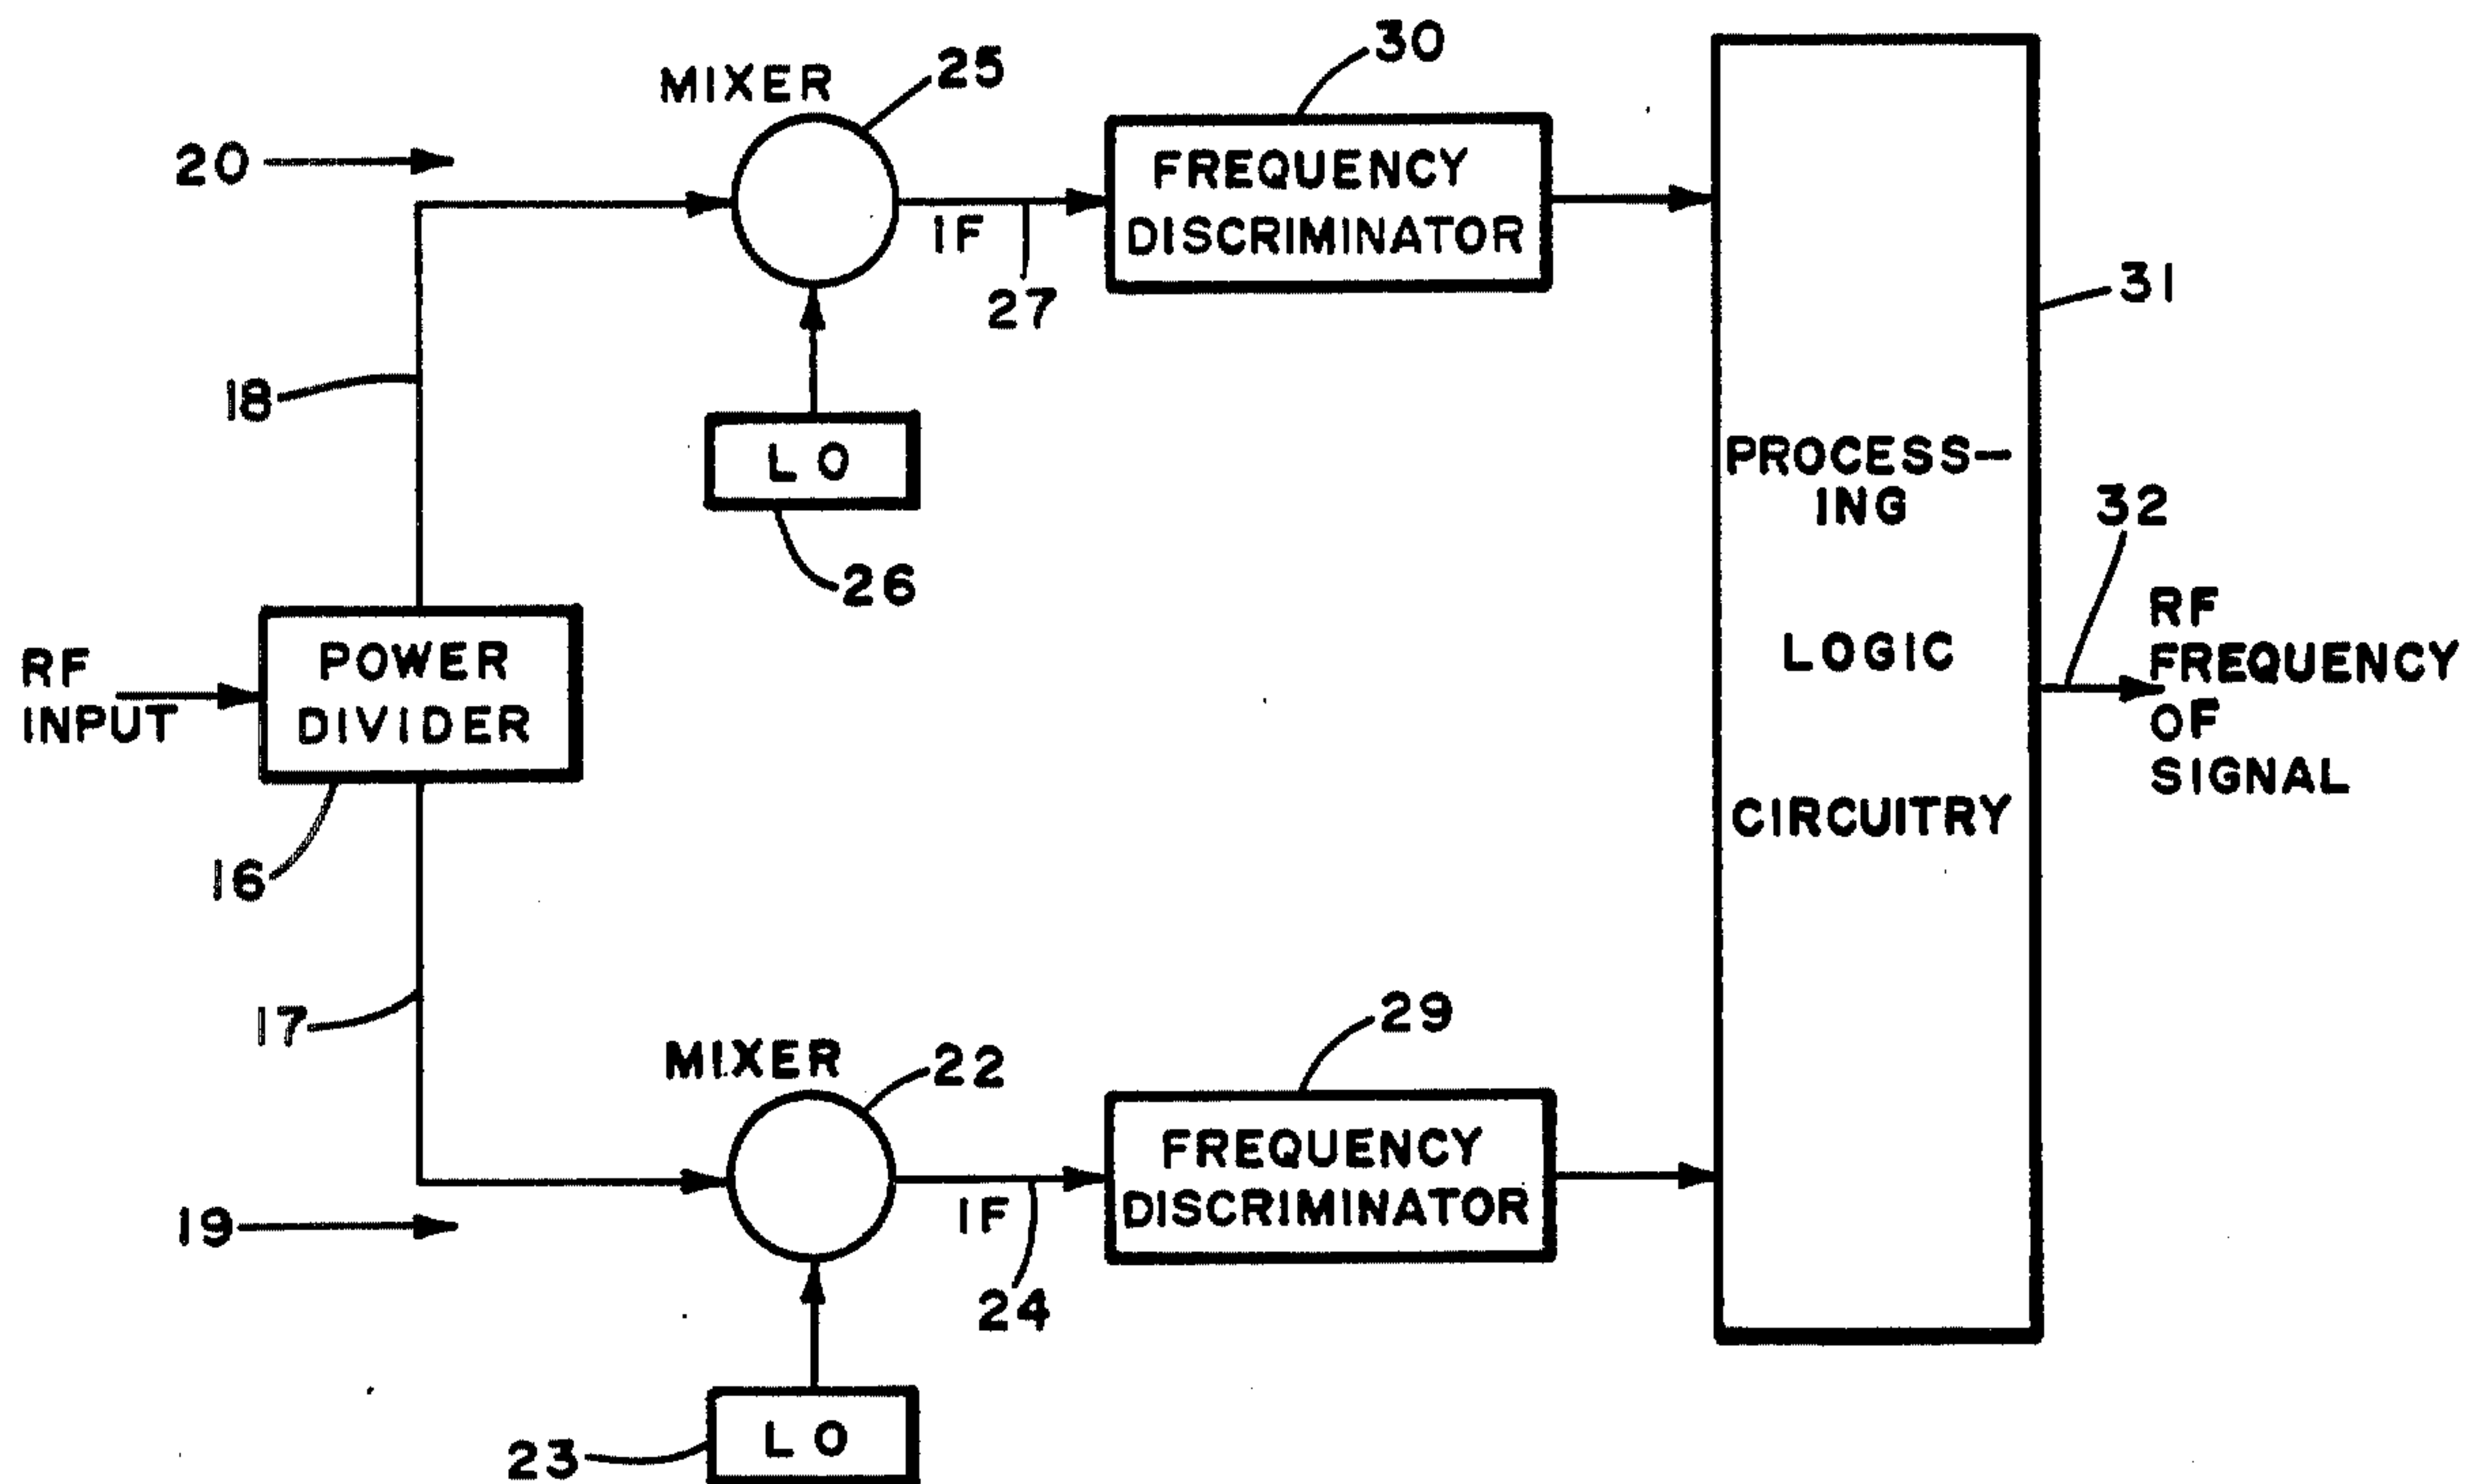 30
MIXER
25
20
FREQUENCY
DISCRIMINATOR
IF
27
31
18
LO
26
PROCESS-
ING
LOGIC
CIRCUITRY
32
RF
FREQUENCY
OF
SIGNAL
RF
INPUT
POWER
DIVIDER
16
17
MIXER
22
29
FREQUENCY
DISCRIMINATOR
IF
24
19
LO
23